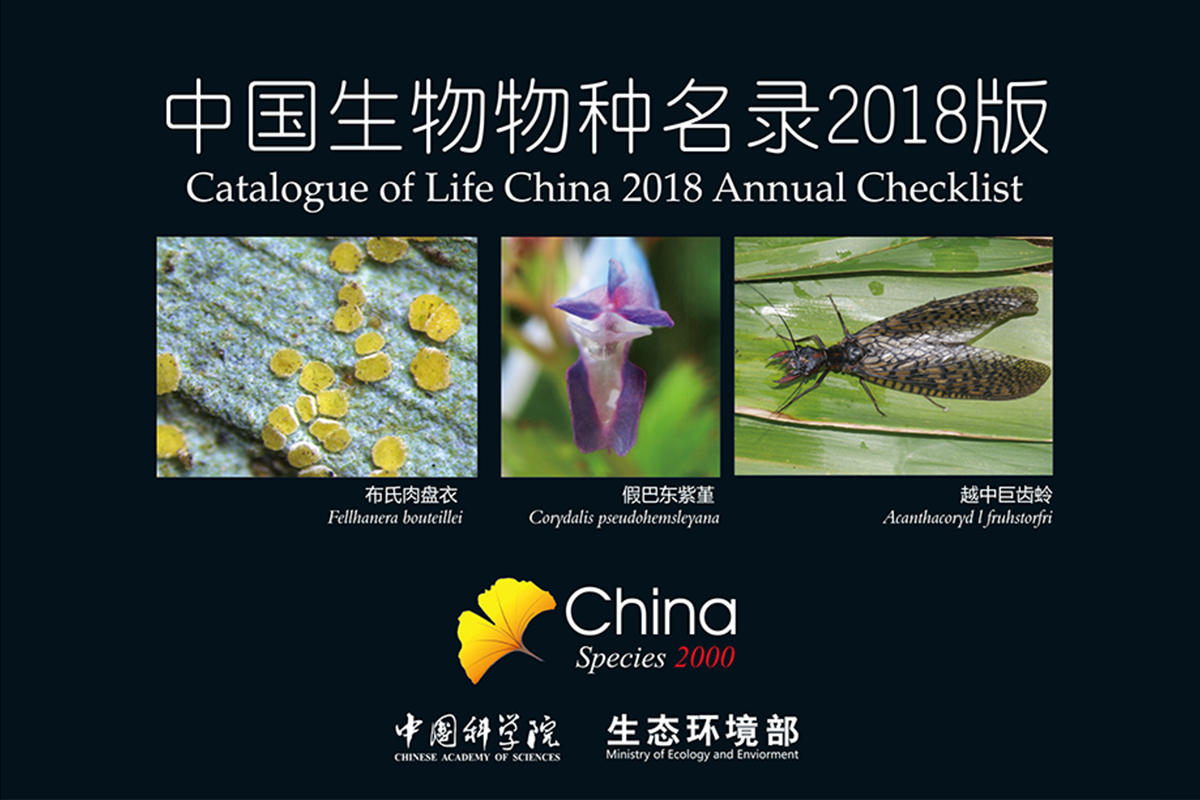 中国生物物种名录2018版
Catalogue of Life China 2018 Annual Checklist
布氏肉盘衣
Fellhanera bouteillei
假巴东紫堇
Corydalis pseudohemsleyana
越中巨齿蛉
Acanthacoryd l fruhstorfri
China
Species 2000
中国科学院
CHINESE ACADEMY OF SCIENCES
生态环境部
Ministry of Ecology and Enviorment